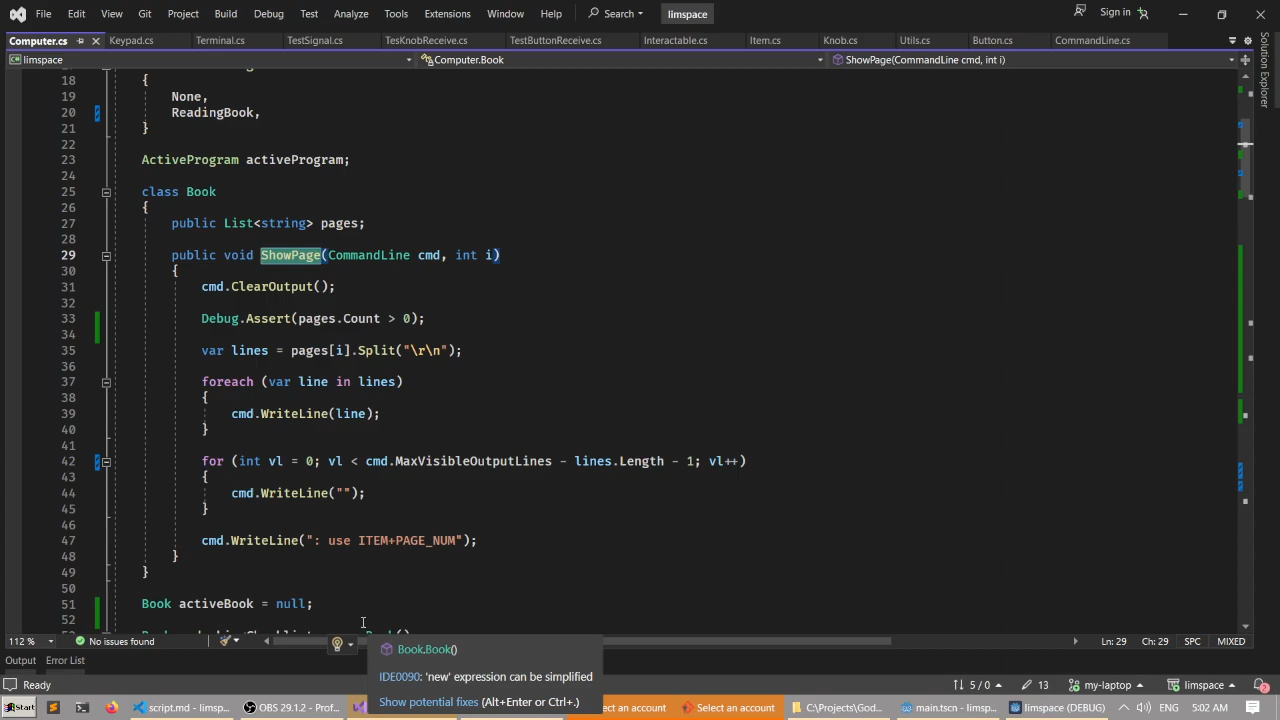 File Edit View Git Project Build Debug Test Analyze Tools Extensions Window Help Search limspace Sign in
Computer.cs Keypad.cs Terminal.cs TestSignal.cs TesKnobReceive.cs TestButtonReceive.cs Interactable.cs Item.cs Knob.cs Utils.cs Button.cs CommandLine.cs
limspace Computer.Book ShowPage(CommandLine cmd, int i)
Solution Explorer
18 {
19 None,
20 ReadingBook,
21 }
22
23 ActiveProgram activeProgram;
24
25 class Book
26 {
27 public List<string> pages;
28
29 public void ShowPage(CommandLine cmd, int i)
30 {
31 cmd.ClearOutput();
32
33 Debug.Assert(pages.Count > 0);
34
35 var lines = pages[i].Split("\r\n");
36
37 foreach (var line in lines)
38 {
39 cmd.WriteLine(line);
40 }
41
42 for (int vl = 0; vl < cmd.MaxVisibleOutputLines - lines.Length - 1; vl++)
43 {
44 cmd.WriteLine("");
45 }
46
47 cmd.WriteLine(": use ITEM+PAGE_NUM");
48 }
49 }
50
51 Book activeBook = null;
52
112 % No issues found Ln: 29 Ch: 29 SPC MIXED
Book.Book()
IDE0090: 'new' expression can be simplified
Show potential fixes (Alt+Enter or Ctrl+.)
Output Error List
Ready 5 / 0 13 my-laptop limspace 2
Start script.md - limsp... OBS 29.1.2 - Prof... un Select an account Select an account C:\Projects\God... main.tscn - limsp... limspace (DEBUG) ENG 5:02 AM